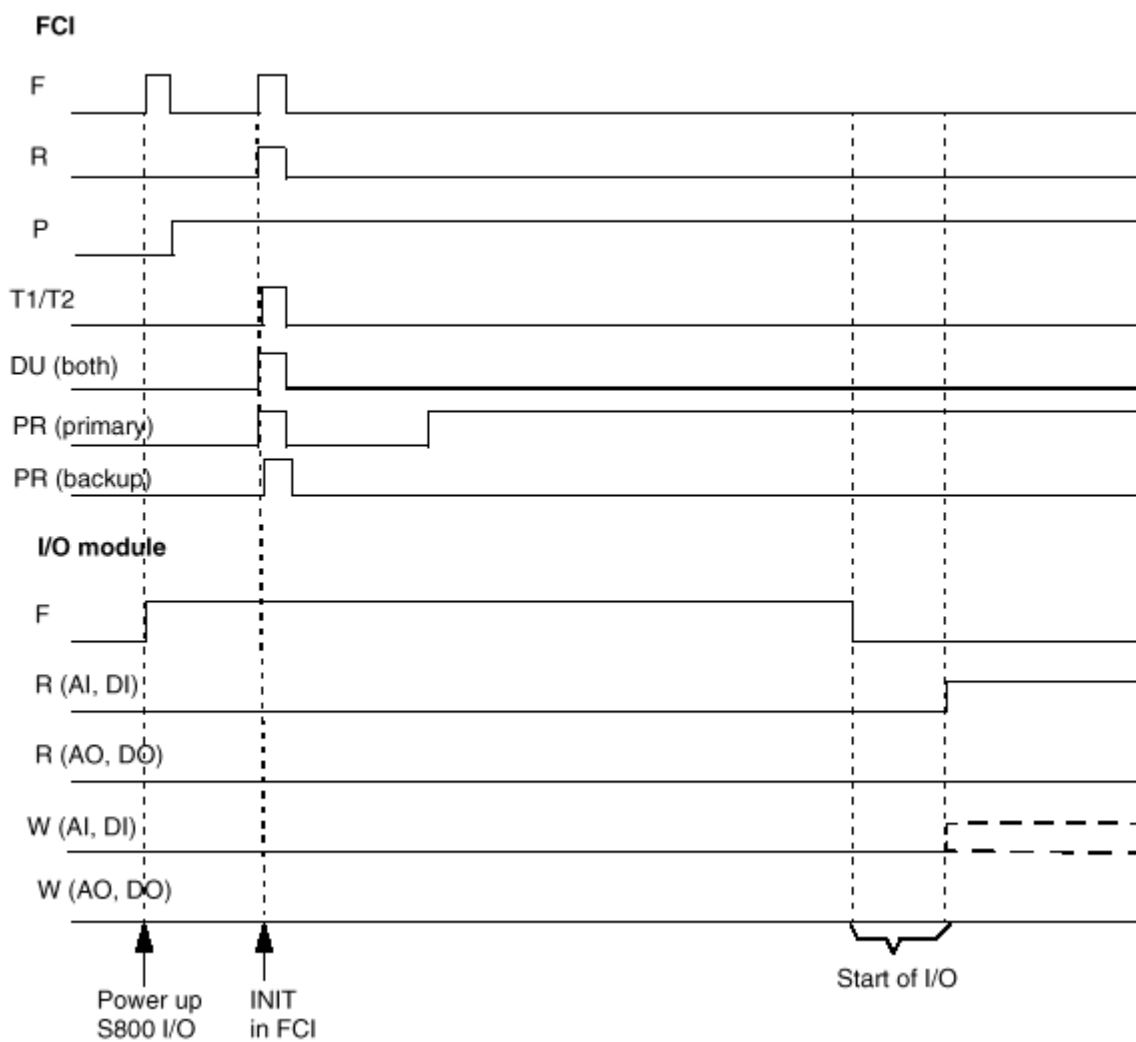 FCI
F
R
P
T1/T2
DU (both)
PR (primary)
PR (backup)
I/O module
F
R (AI, DI)
R (AO, DO)
W (AI, DI)
W (AO, DO)
Start of I/O
Power up
S800 I/O
INIT
in FCI